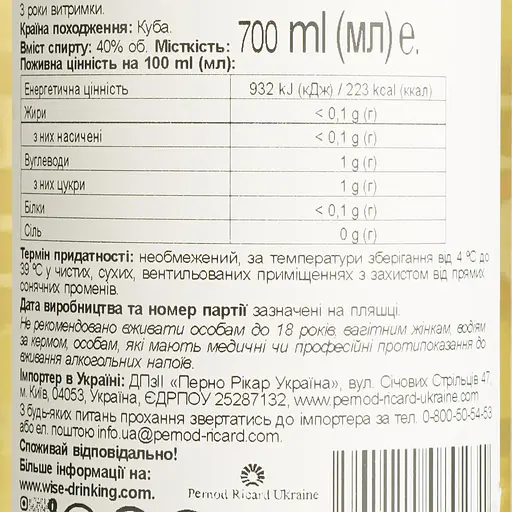 3 роки витримки.
Країна походження: Куба.
Вміст спирту: 40% об. Місткість: 700 ml (мл) е.
Поживна цінність на 100 ml (мл):
Енергетична цінність 932 kJ (кДж) / 223 kcal (ккал)
Жири < 0,1 g (г)
з них насичені < 0,1 g (г)
Вуглеводи 1 g (г)
з них цукри 1 g (г)
Білки < 0,1 g (г)
Сіль 0 g (г)
Термін придатності: необмежений, за температури зберігання від 4 ºС до
39 ºС у чистих, сухих, вентильованих приміщеннях з захистом від прямих
сонячних променів.
Дата виробництва та номер партії зазначені на пляшці.
Не рекомендовано вживати особам до 18 років, вагітним жінкам, водіям
за кермом, особам, які мають медичні чи професійні протипоказання до
вживання алкогольних напоїв.
Імпортер в Україні: ДПзІІ «Перно Рікар Україна», вул. Січових Стрільців 47,
м. Київ, 04053, Україна, ЄДРПОУ 25287132, www.pernod-ricard-ukraine.com.
З будь-яких питань прохання звертатись до імпортера за тел. 0-800-50-54-53
або ел. поштою info.ua@pernod-ricard.com.
Споживай відповідально!
Більше інформації на:
www.wise-drinking.com.
Pernod Ricard Ukraine